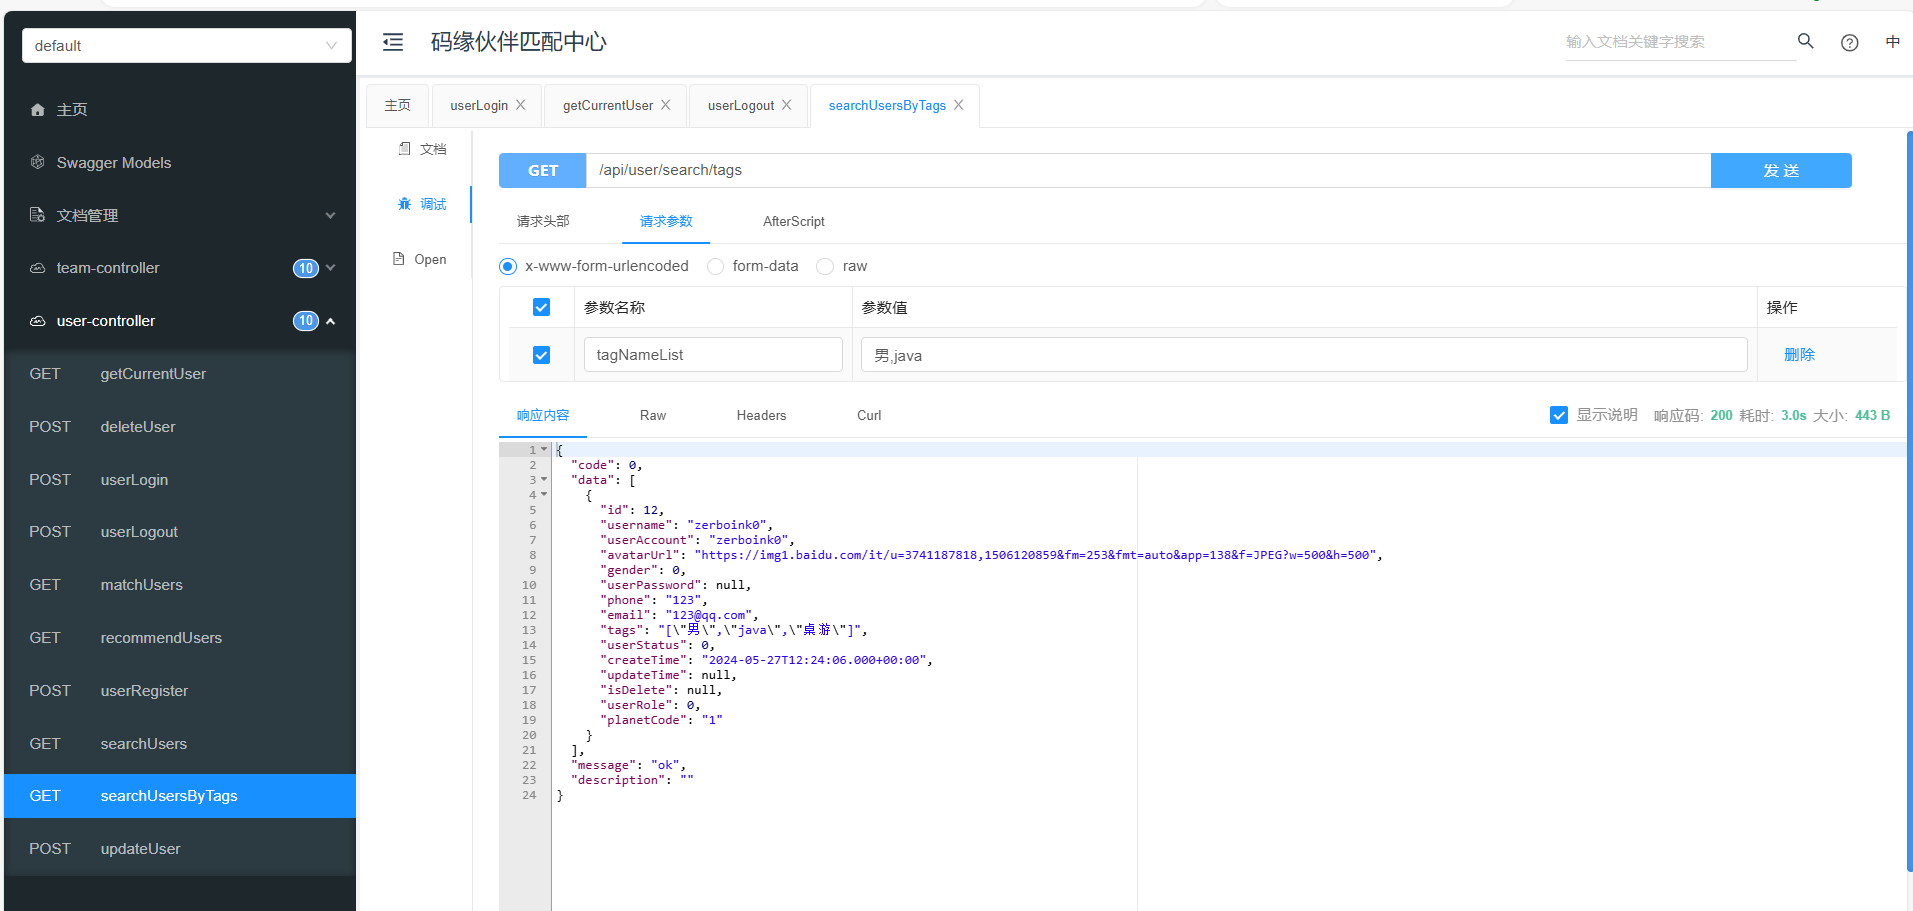 default
码缘伙伴匹配中心
输入文档关键字搜索
中
主页
Swagger Models
文档管理
team-controller 10
user-controller 10
GET getCurrentUser
POST deleteUser
POST userLogin
POST userLogout
GET matchUsers
GET recommendUsers
POST userRegister
GET searchUsers
GET searchUsersByTags
POST updateUser
主页 userLogin getCurrentUser userLogout searchUsersByTags
文档
调试
Open
GET /api/user/search/tags 发 送
请求头部 请求参数 AfterScript
x-www-form-urlencoded form-data raw
参数名称 参数值 操作
tagNameList 男,java 删除
响应内容 Raw Headers Curl 显示说明 响应码: 200 耗时: 3.0s 大小: 443 B
1 {
2 "code": 0,
3 "data": [
4 {
5 "id": 12,
6 "username": "zerboink0",
7 "userAccount": "zerboink0",
8 "avatarUrl": "https://img1.baidu.com/it/u=3741187818,1506120859&fm=253&fmt=auto&app=138&f=JPEG?w=500&h=500",
9 "gender": 0,
10 "userPassword": null,
11 "phone": "123",
12 "email": "123@qq.com",
13 "tags": "[\"男\",\"java\",\"桌游\"]",
14 "userStatus": 0,
15 "createTime": "2024-05-27T12:24:06.000+00:00",
16 "updateTime": null,
17 "isDelete": null,
18 "userRole": 0,
19 "planetCode": "1"
20 }
21 ],
22 "message": "ok",
23 "description": ""
24 }